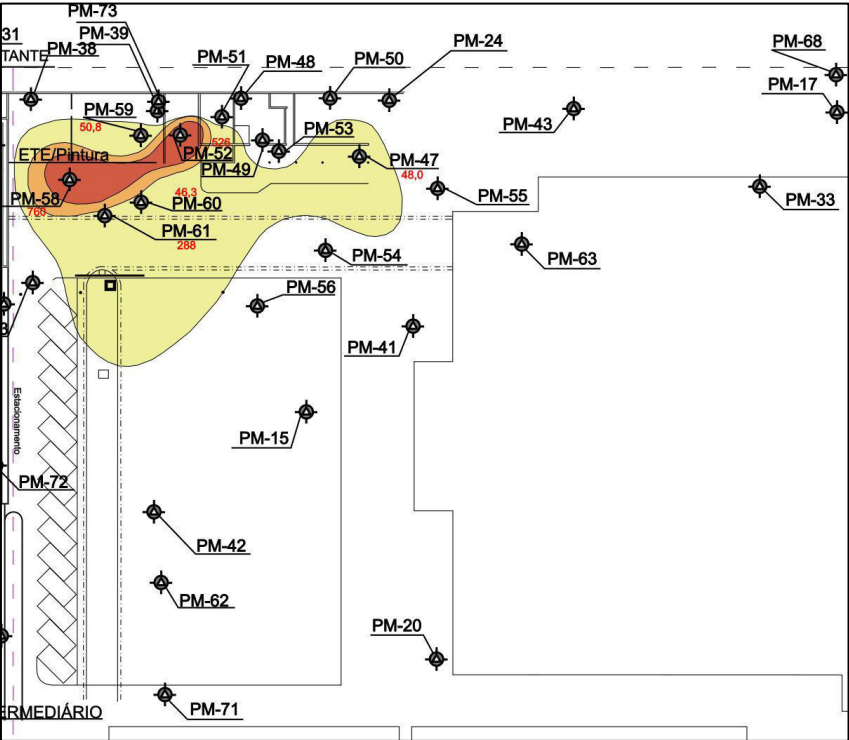 PM-73
31
PM-39
PM-24
TANTE
PM-38
PM-51
PM-48
PM-50
PM-68
PM-17
PM-59
50,8
PM-43
526
PM-52
PM-53
ETE/Pintura
PM-49
PM-47
48,0
46,3
PM-55
PM-58
PM-60
PM-33
760
PM-61
288
PM-54
PM-63
PM-56
3
PM-41
Estacionamento
PM-15
PM-72
PM-42
PM-62
PM-20
PM-71
ERMEDIÁRIO